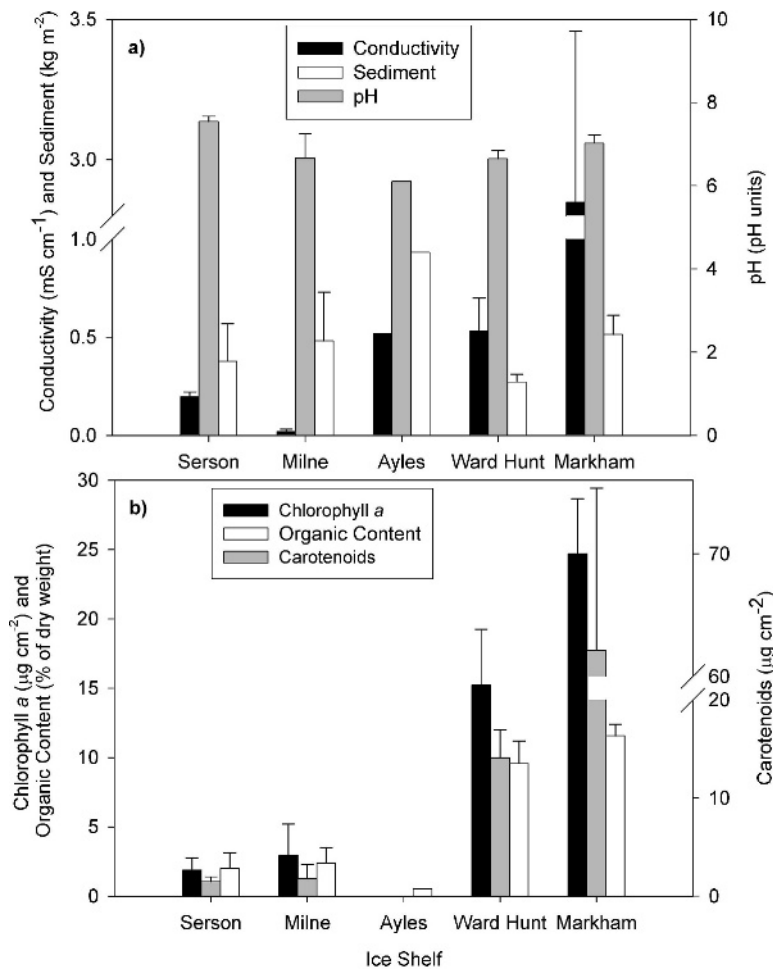 a)
Conductivity
Sediment
pH
Conductivity (mS cm⁻¹) and Sediment (kg m⁻²)
3.5
3.0
1.0
0.5
0.0
10
8
6
4
2
0
pH (pH units)
Serson Milne Ayles Ward Hunt Markham
b)
Chlorophyll a
Organic Content
Carotenoids
Chlorophyll a (µg cm⁻²) and
Organic Content (% of dry weight)
30
25
20
15
10
5
0
70
60
20
10
0
Carotenoids (µg cm⁻²)
Serson Milne Ayles Ward Hunt Markham
Ice Shelf